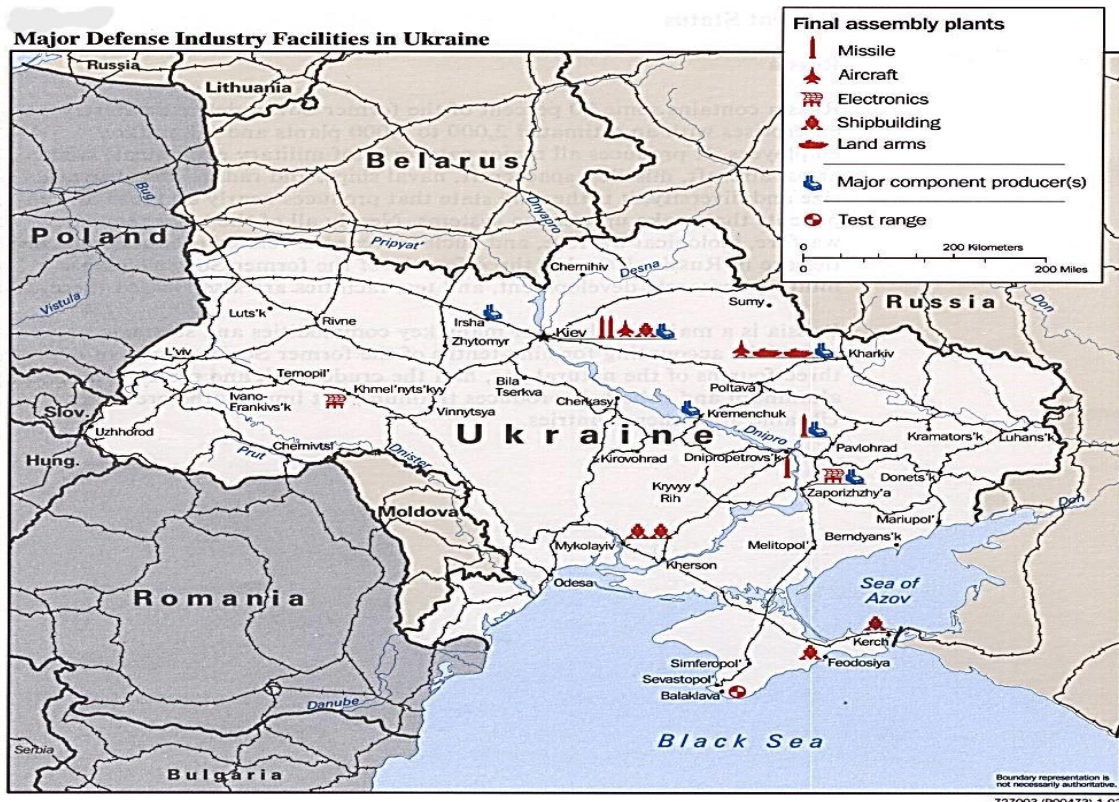 Major Defense Industry Facilities in Ukraine
Final assembly plants
Missile
Aircraft
Electronics
Shipbuilding
Land arms
Major component producer(s)
Test range
0 200 Kilometers
0 200 Miles
Russia
Lithuania
Belarus
Poland
Bug
Dnyapro
Pripyat'
Desna
Vistula
Chernihiv
Sumy
Russia
Don
Luts'k
Rivne
Irsha
Zhytomyr
Kiev
Kharkiv
L'viv
Ternopil'
Khmel'nyts'kyy
Bila
Tserkva
Cherkasy
Poltava
Kremenchuk
Slov.
Ivano-
Frankivs'k
Vinnytsya
Ukraine
Dnipro
Pavlohrad
Kramators'k
Luhans'k
Uzhhorod
Hung.
Prut
Chernivtsi
Dnister
Kirovohrad
Dnipropetrovs'k
Donets'k
Kryvyy
Rih
Zaporizhzhy'a
Don
Moldova
Mariupol'
Mykolayiv
Melitopol'
Berdyans'k
Kherson
Odesa
Romania
Sea of
Azov
Kerch
Simferopol'
Feodosiya
Sevastopol'
Balaklava
Danube
Black Sea
Serbia
Bulgaria
Boundary representation is
not necessarily authoritative.